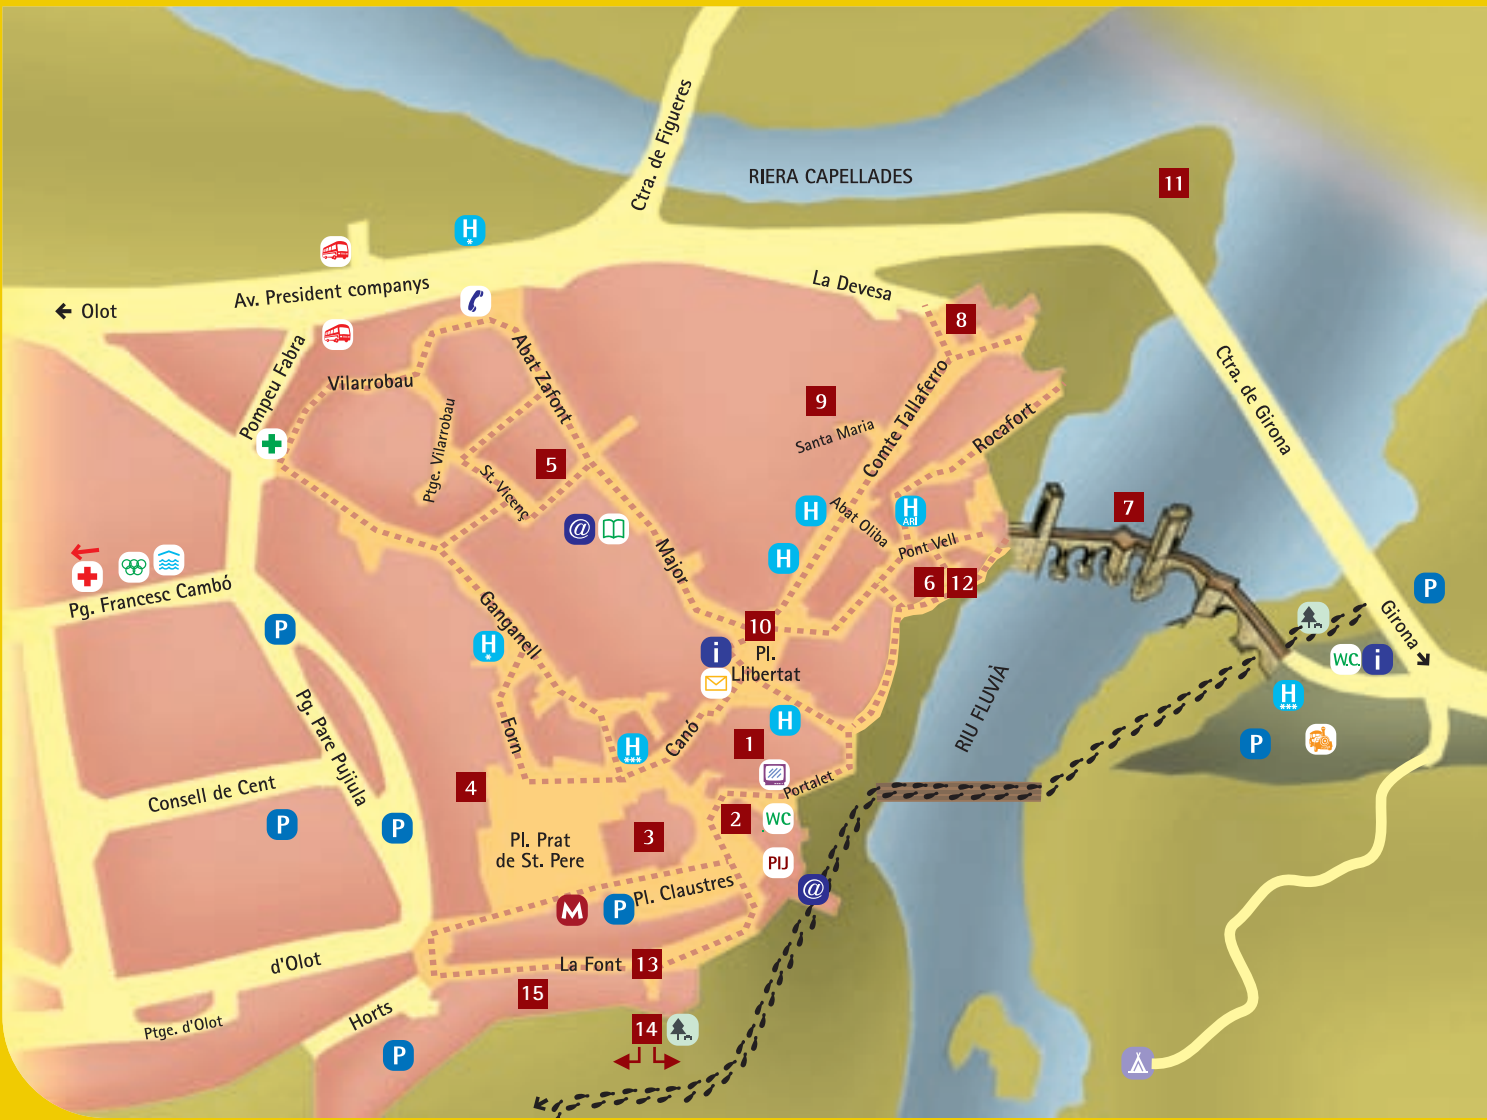 RIERA CAPELLADES
11
Ctra. de Figueres
H
*
Av. President companys
← Olot
La Devesa
8
Pompeu Fabra
Vilarrobau
Abat Zafont
Ptge. Vilarrobau
Ctra. de Girona
9
Santa Maria
Comte Tallaferro
Rocafort
5
St. Vicenç
@
H
Abat Oliba
H
ARI
7
Pont Vell
Major
H
6
12
Pg. Francesc Cambó
P
P
Ganganell
H
*
10
Pl.
Llibertat
i
Girona
W.C.
i
H
***
P
Pg. Pare Pujiula
Forn
H
***
Canó
H
1
RIU FLUVIÀ
Portalet
4
Consell de Cent
P
P
2
WC
3
Pl. Prat
de St. Pere
PIJ
@
Pl. Claustres
M
P
d'Olot
La Font
13
15
Horts
Ptge. d'Olot
14
P